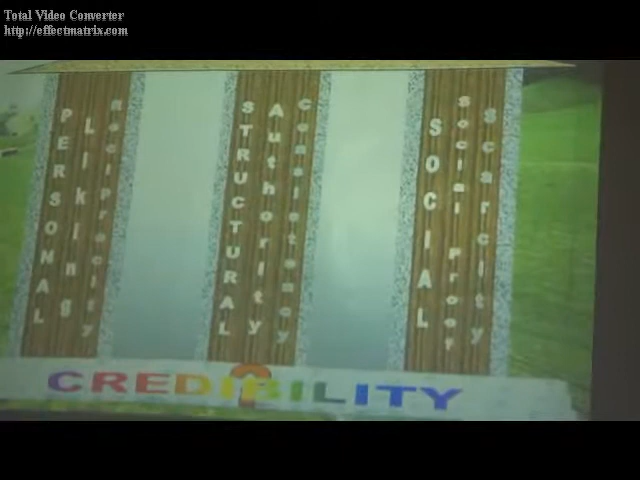 Total Video Converter
http://effectmatrix.com
PERSONAL
Liking
Reciprocity
STRUCTURAL
Authority
Consistency
SOCIAL
Social Proof
Scarcity
CREDIBILITY